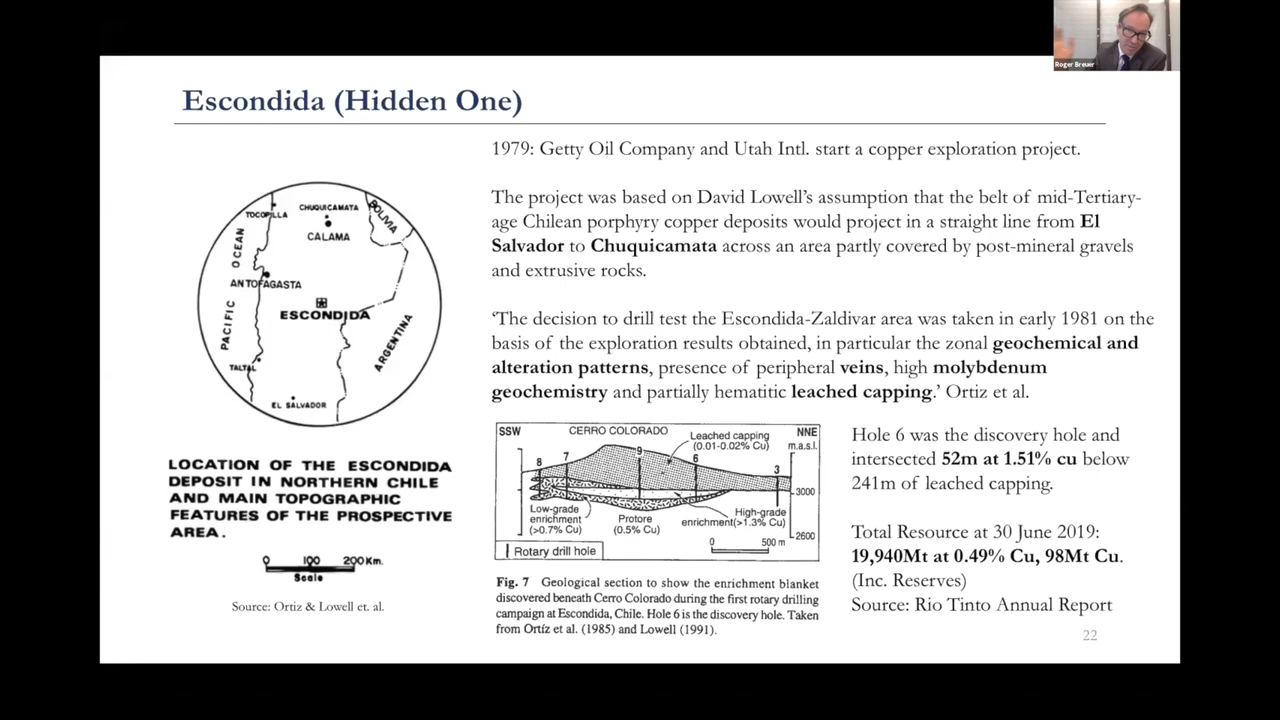 Roger Breuer
Escondida (Hidden One)
1979: Getty Oil Company and Utah Intl. start a copper exploration project.
The project was based on David Lowell's assumption that the belt of mid-Tertiary-
age Chilean porphyry copper deposits would project in a straight line from El
Salvador to Chuquicamata across an area partly covered by post-mineral gravels
and extrusive rocks.
'The decision to drill test the Escondida-Zaldivar area was taken in early 1981 on the
basis of the exploration results obtained, in particular the zonal geochemical and
alteration patterns, presence of peripheral veins, high molybdenum
geochemistry and partially hematitic leached capping.' Ortiz et al.
TOCOPILLA
CHUQUICAMATA
BOLIVIA
CALAMA
PACIFIC OCEAN
ANTOFAGASTA
ESCONDIDA
ARGENTINA
TALTAL
EL SALVADOR
LOCATION OF THE ESCONDIDA
DEPOSIT IN NORTHERN CHILE
AND MAIN TOPOGRAPHIC
FEATURES OF THE PROSPECTIVE
AREA.
0 100 200 Km.
Scale
Source: Ortiz & Lowell et. al.
SSW
CERRO COLORADO
NNE
Leached capping
(0.01-0.02% Cu)
m.a.s.l.
8
7
9
6
3
3000
2600
Low-grade
enrichment
(>0.7% Cu)
Protore
(0.5% Cu)
High-grade
enrichment(>1.3% Cu)
0 500 m
Rotary drill hole
Fig. 7 Geological section to show the enrichment blanket
discovered beneath Cerro Colorado during the first rotary drilling
campaign at Escondida, Chile. Hole 6 is the discovery hole. Taken
from Ortíz et al. (1985) and Lowell (1991).
Hole 6 was the discovery hole and
intersected 52m at 1.51% cu below
241m of leached capping.
Total Resource at 30 June 2019:
19,940Mt at 0.49% Cu, 98Mt Cu.
(Inc. Reserves)
Source: Rio Tinto Annual Report
22